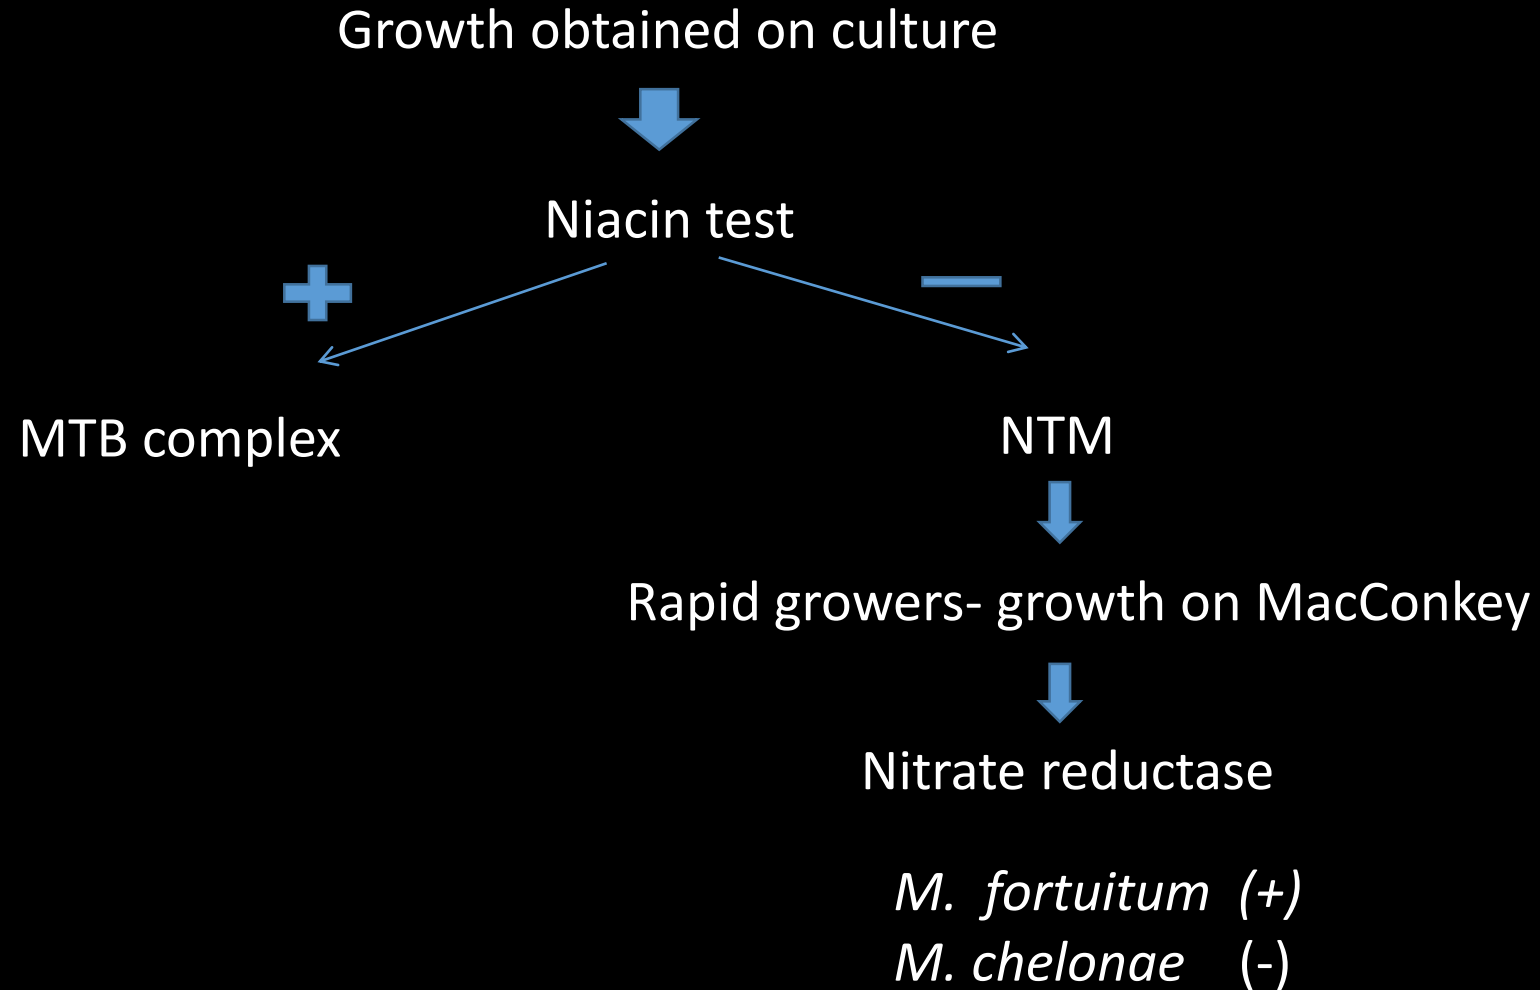 Growth obtained on culture
Niacin test
MTB complex
NTM
Rapid growers- growth on MacConkey
Nitrate reductase
M. fortuitum (+)
M. chelonae (-)